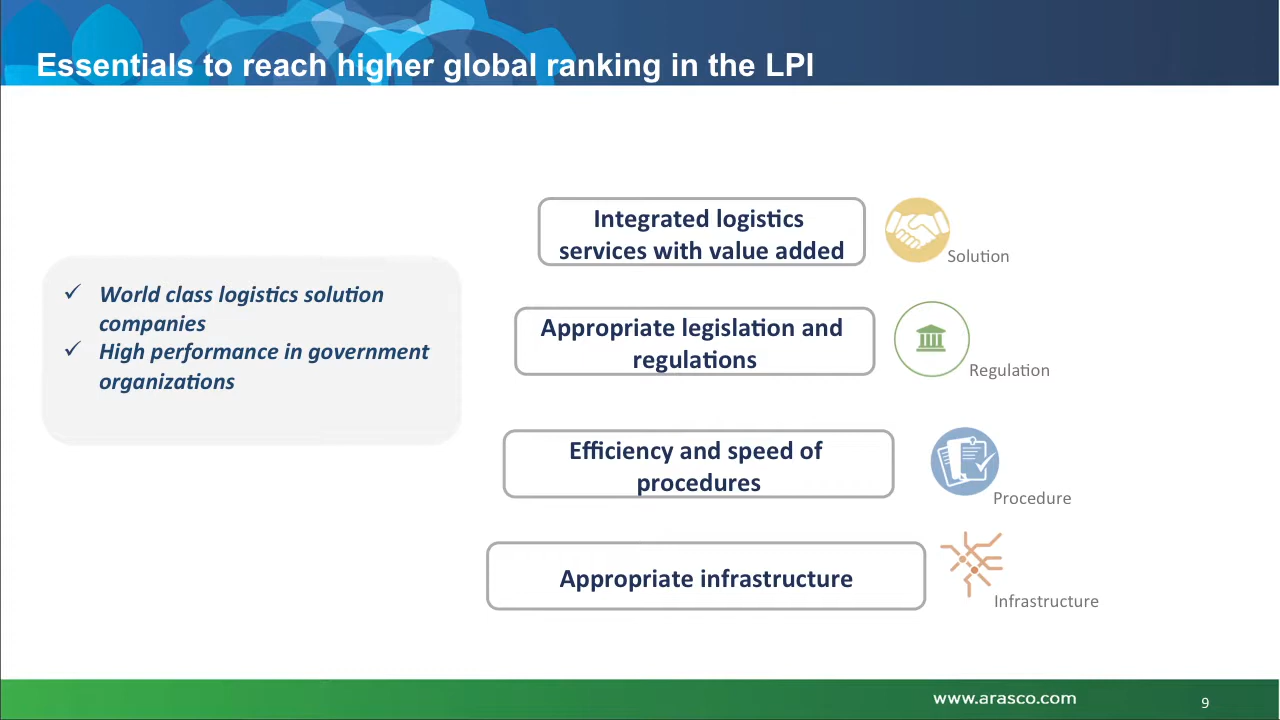 Essentials to reach higher global ranking in the LPI
✓ World class logistics solution
companies
✓ High performance in government
organizations
Integrated logistics
services with value added
Solution
Appropriate legislation and
regulations
Regulation
Efficiency and speed of
procedures
Procedure
Appropriate infrastructure
Infrastructure
www.arasco.com
9